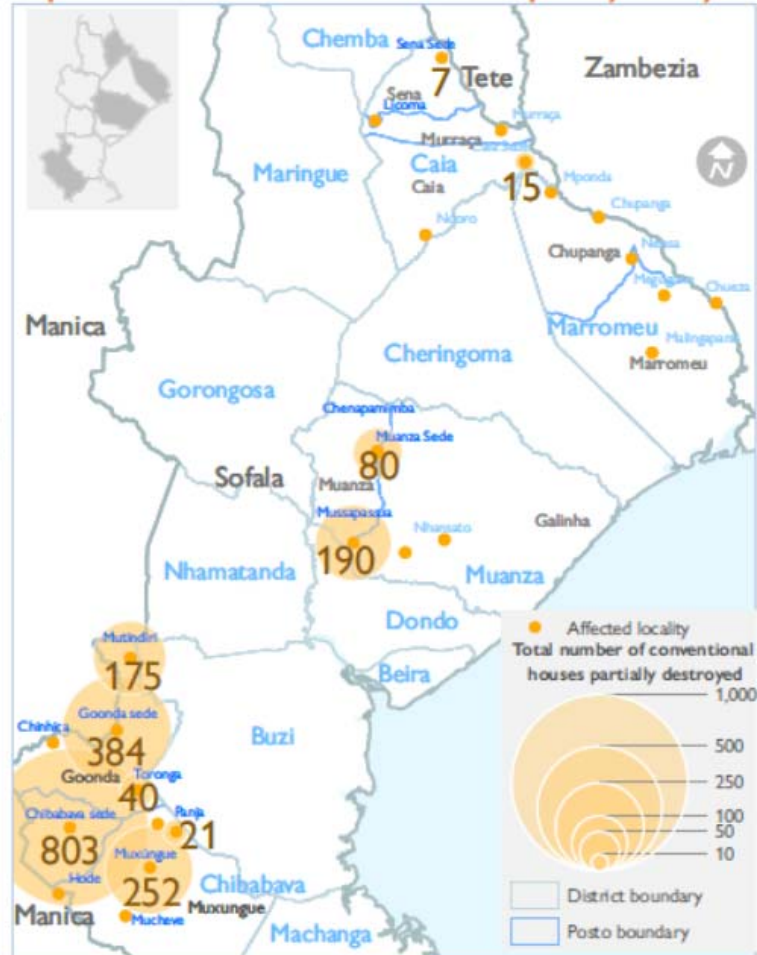 Chemba
Sena Sede
7
Tete
Zambezia
Sena
Licoma
Murraça
Murraça
Maringue
Caia
Caia
15
Mponda
Chupanga
Chupanga
N
Manica
Chueza
Marromeu
Malingapansi
Marromeu
Cheringoma
Gorongosa
Chenapamimba
Muanza Sede
80
Sofala
Muanza
Mussapassua
190
Nhansato
Galinha
Nhamatanda
Muanza
Dondo
Beira
Mutindiri
175
Goonda sede
384
Chinhica
Goonda
Toronga
40
Buzi
Chibabava sede
803
Panja
21
Muxúngue
252
Hode
Chibabava
Manica
Mucheve
Muxungue
Machanga
Affected locality
Total number of conventional
houses partially destroyed
1,000
500
250
100
50
10
District boundary
Posto boundary